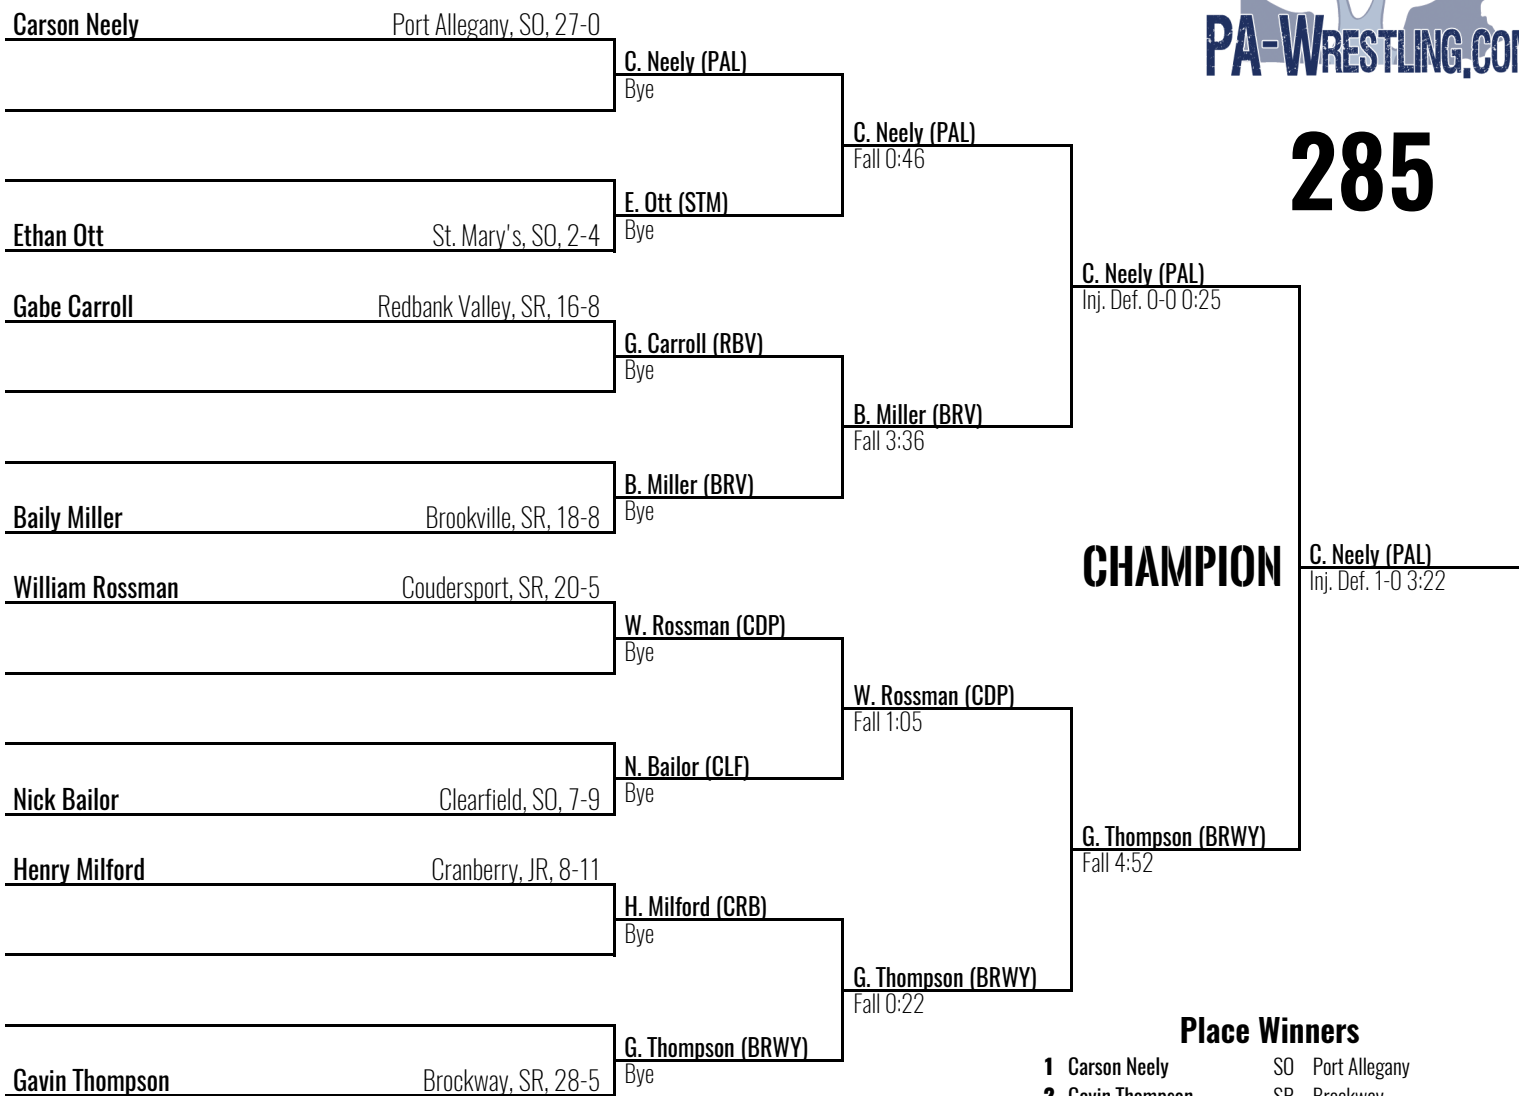 Carson Neely Port Allegany, SO, 27-0
C. Neely (PAL)
Bye
C. Neely (PAL)
Fall 0:46
E. Ott (STM)
Bye
Ethan Ott St. Mary's, SO, 2-4
C. Neely (PAL)
Inj. Def. 0-0 0:25
Gabe Carroll Redbank Valley, SR, 16-8
G. Carroll (RBV)
Bye
B. Miller (BRV)
Fall 3:36
B. Miller (BRV)
Bye
Baily Miller Brookville, SR, 18-8
PA-WRESTLING.COM
285
CHAMPION
C. Neely (PAL)
Inj. Def. 1-0 3:22
William Rossman Coudersport, SR, 20-5
W. Rossman (CDP)
Bye
W. Rossman (CDP)
Fall 1:05
N. Bailor (CLF)
Bye
Nick Bailor Clearfield, SO, 7-9
G. Thompson (BRWY)
Fall 4:52
Henry Milford Cranberry, JR, 8-11
H. Milford (CRB)
Bye
G. Thompson (BRWY)
Fall 0:22
G. Thompson (BRWY)
Bye
Gavin Thompson Brockway, SR, 28-5
Place Winners
1 Carson Neely SO Port Allegany
2 Gavin Thompson SR Brockway